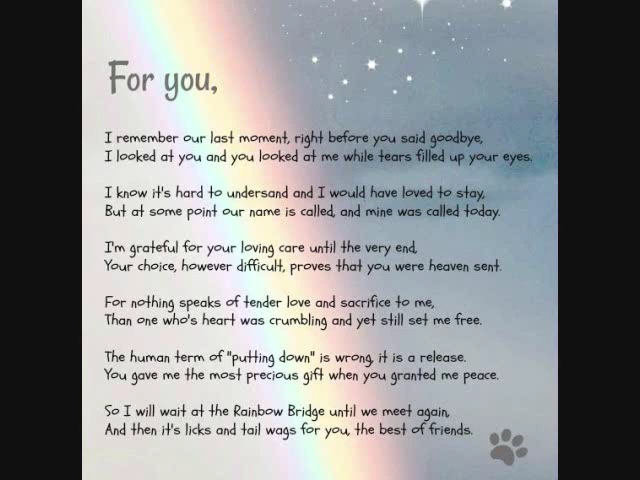 For you,
I remember our last moment, right before you said goodbye,
I looked at you and you looked at me while tears filled up your eyes.
I know it's hard to undersand and I would have loved to stay,
But at some point our name is called, and mine was called today.
I'm grateful for your loving care until the very end,
Your choice, however difficult, proves that you were heaven sent.
For nothing speaks of tender love and sacrifice to me,
Than one who's heart was crumbling and yet still set me free.
The human term of "putting down" is wrong, it is a release.
You gave me the most precious gift when you granted me peace.
So I will wait at the Rainbow Bridge until we meet again,
And then it's licks and tail wags for you, the best of friends.